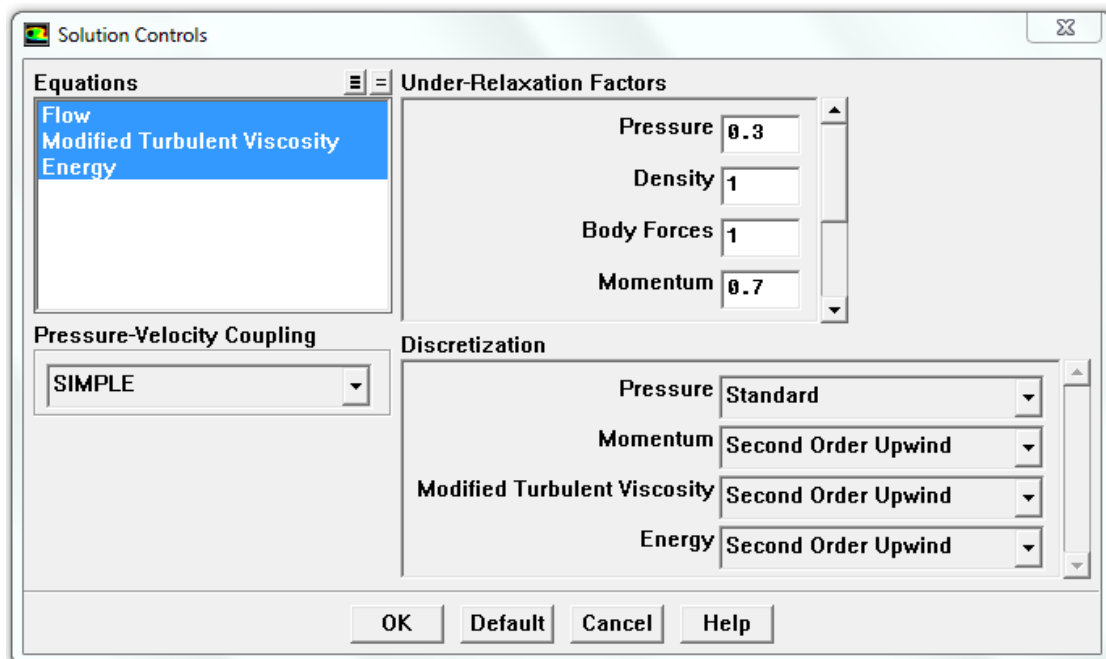 Solution Controls
Equations
Flow
Modified Turbulent Viscosity
Energy
Under-Relaxation Factors
Pressure 0.3
Density 1
Body Forces 1
Momentum 0.7
Pressure-Velocity Coupling
SIMPLE
Discretization
Pressure Standard
Momentum Second Order Upwind
Modified Turbulent Viscosity Second Order Upwind
Energy Second Order Upwind
OK Default Cancel Help